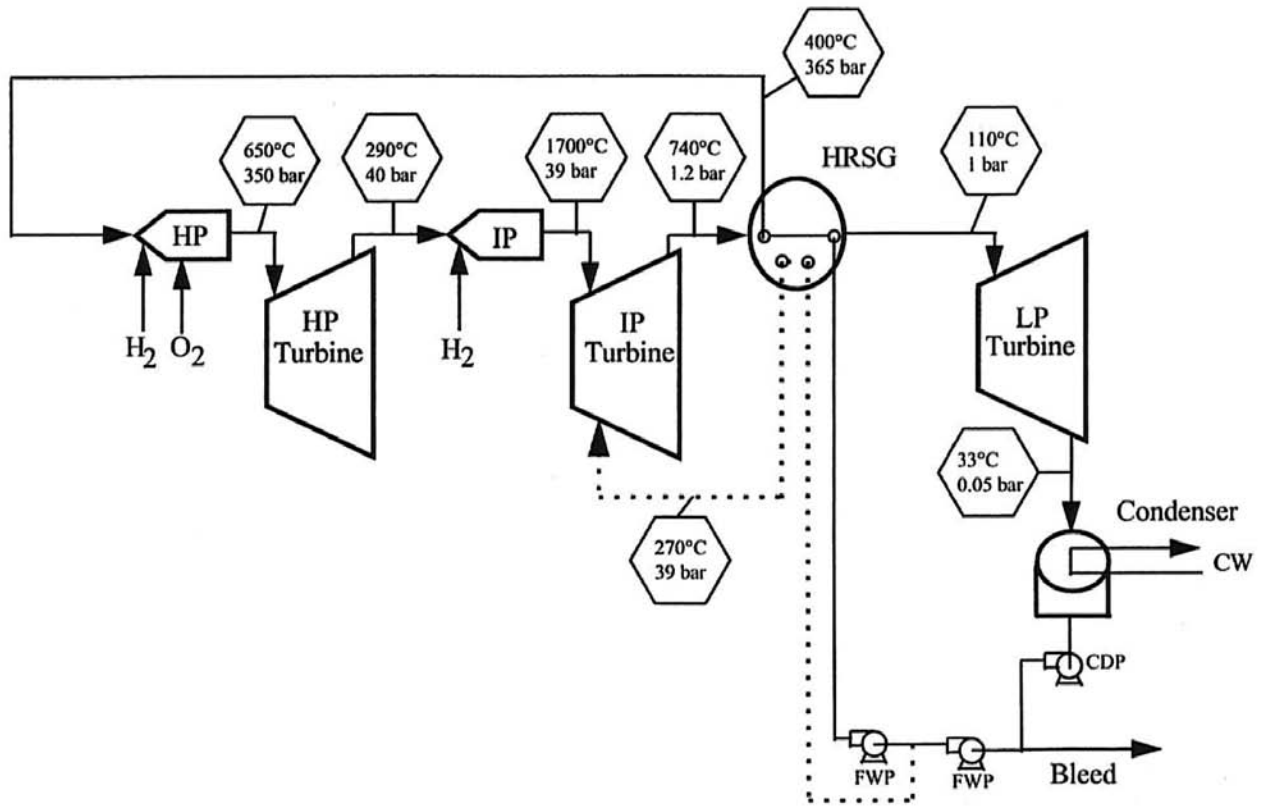 400°C
365 bar
650°C
350 bar
290°C
40 bar
1700°C
39 bar
740°C
1.2 bar
HRSG
110°C
1 bar
HP
IP
H2
O2
HP
Turbine
H2
IP
Turbine
LP
Turbine
270°C
39 bar
33°C
0.05 bar
Condenser
CW
CDP
FWP
FWP
Bleed